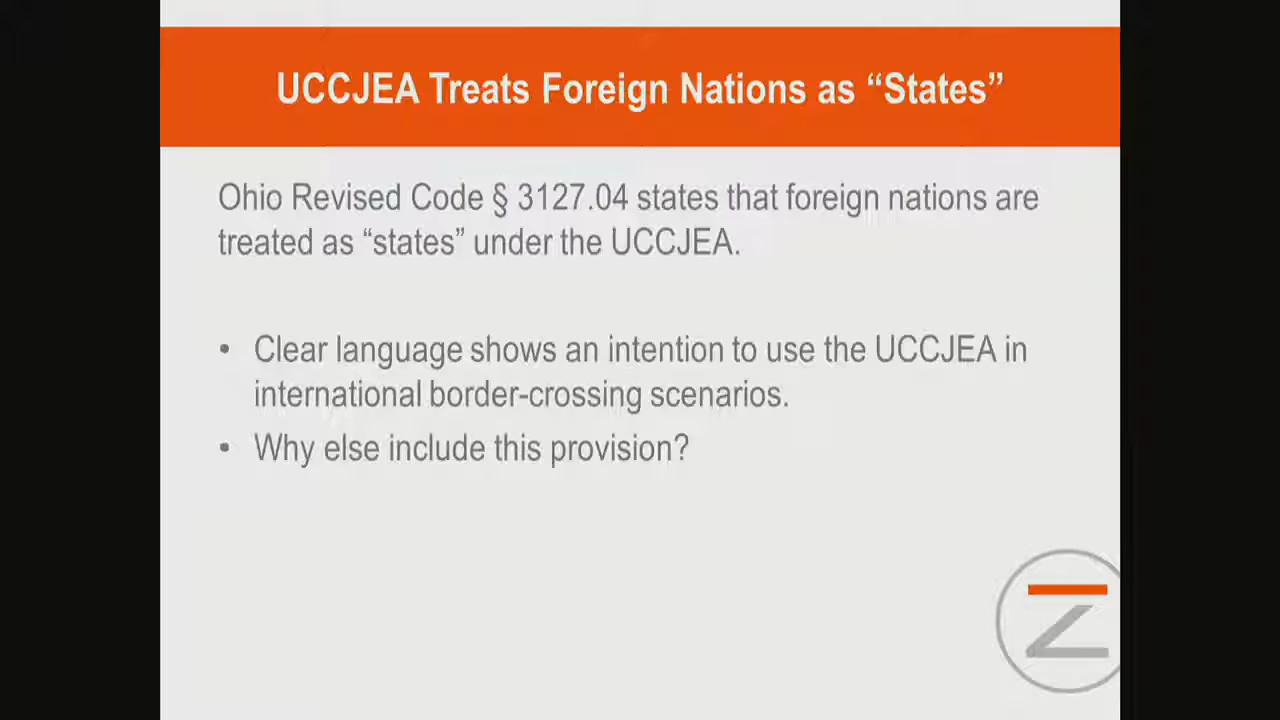 UCCJEA Treats Foreign Nations as “States”
Ohio Revised Code § 3127.04 states that foreign nations are
treated as “states” under the UCCJEA.
• Clear language shows an intention to use the UCCJEA in
international border-crossing scenarios.
• Why else include this provision?
Z